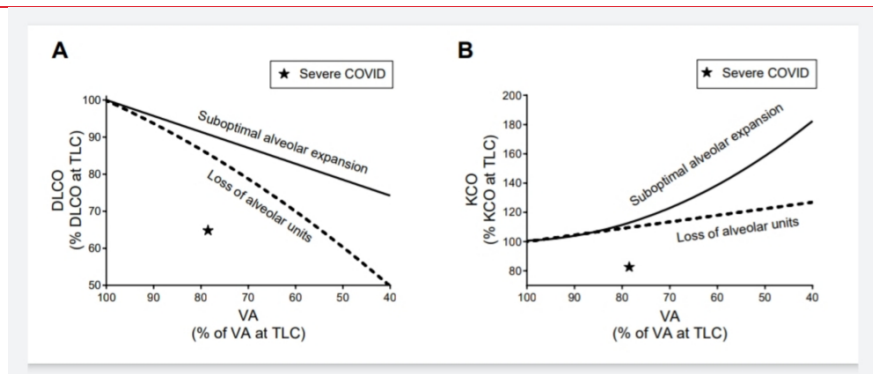 A
★ Severe COVID
100
90
80
70
60
50
DLCO
(% DLCO at TLC)
Suboptimal alveolar expansion
Loss of alveolar units
100 90 80 70 60 50 40
VA
(% of VA at TLC)
B
★ Severe COVID
200
180
160
140
120
100
80
KCO
(% KCO at TLC)
Suboptimal alveolar expansion
Loss of alveolar units
100 90 80 70 60 50 40
VA
(% of VA at TLC)